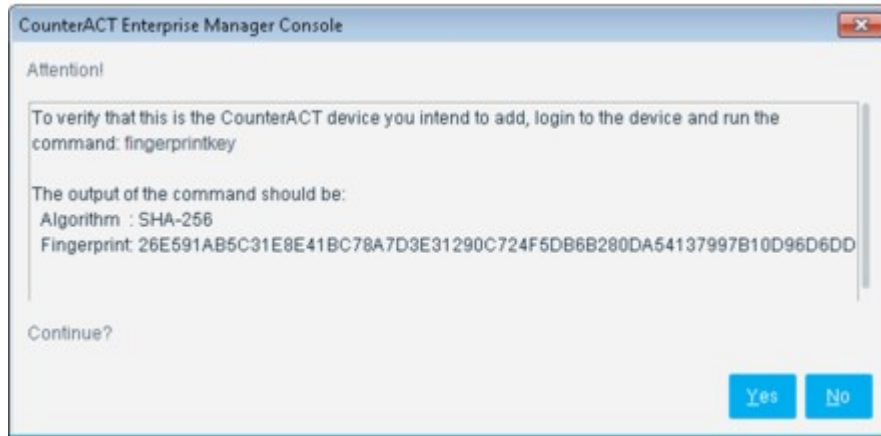 CounterACT Enterprise Manager Console
Attention!
To verify that this is the CounterACT device you intend to add, login to the device and run the
command: fingerprintkey
The output of the command should be:
Algorithm : SHA-256
Fingerprint: 26E591AB5C31E8E41BC78A7D3E31290C724F5DB6B280DA54137997B10D96D6DD
Continue?
Yes No